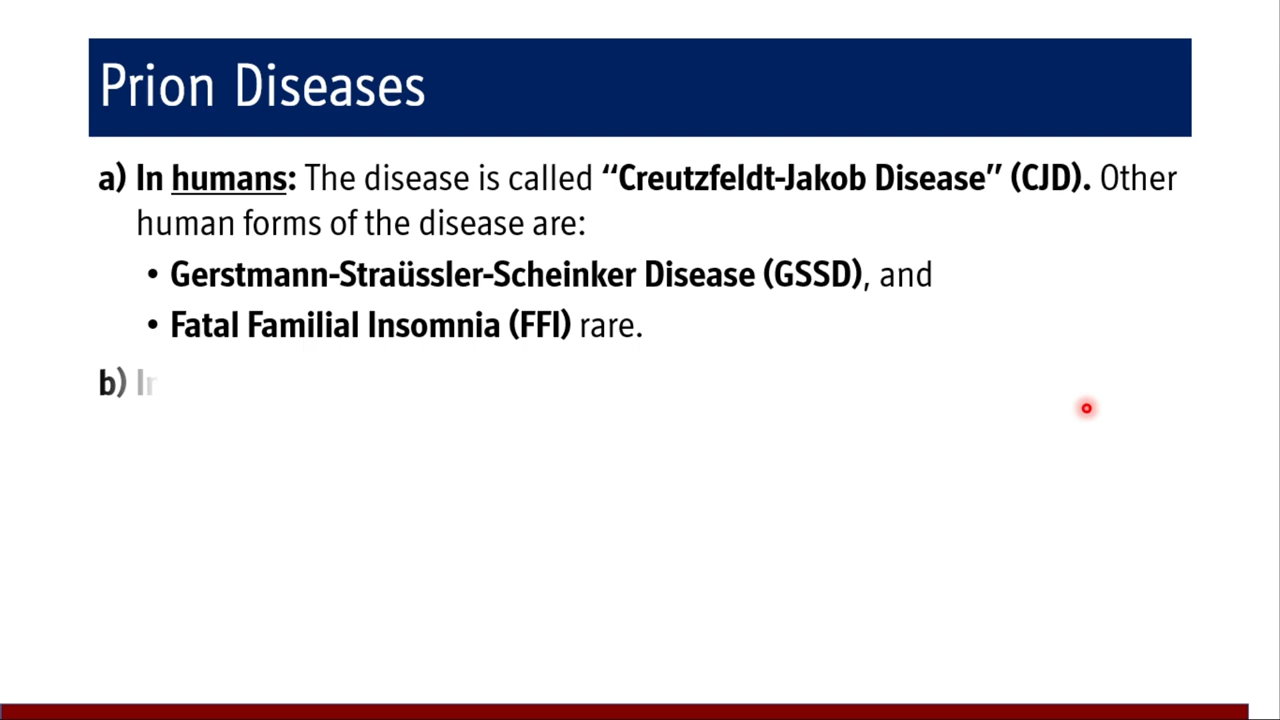 Prion Diseases
a) In humans: The disease is called “Creutzfeldt-Jakob Disease” (CJD). Other
human forms of the disease are:
• Gerstmann-Straüssler-Scheinker Disease (GSSD), and
• Fatal Familial Insomnia (FFI) rare.
b) In